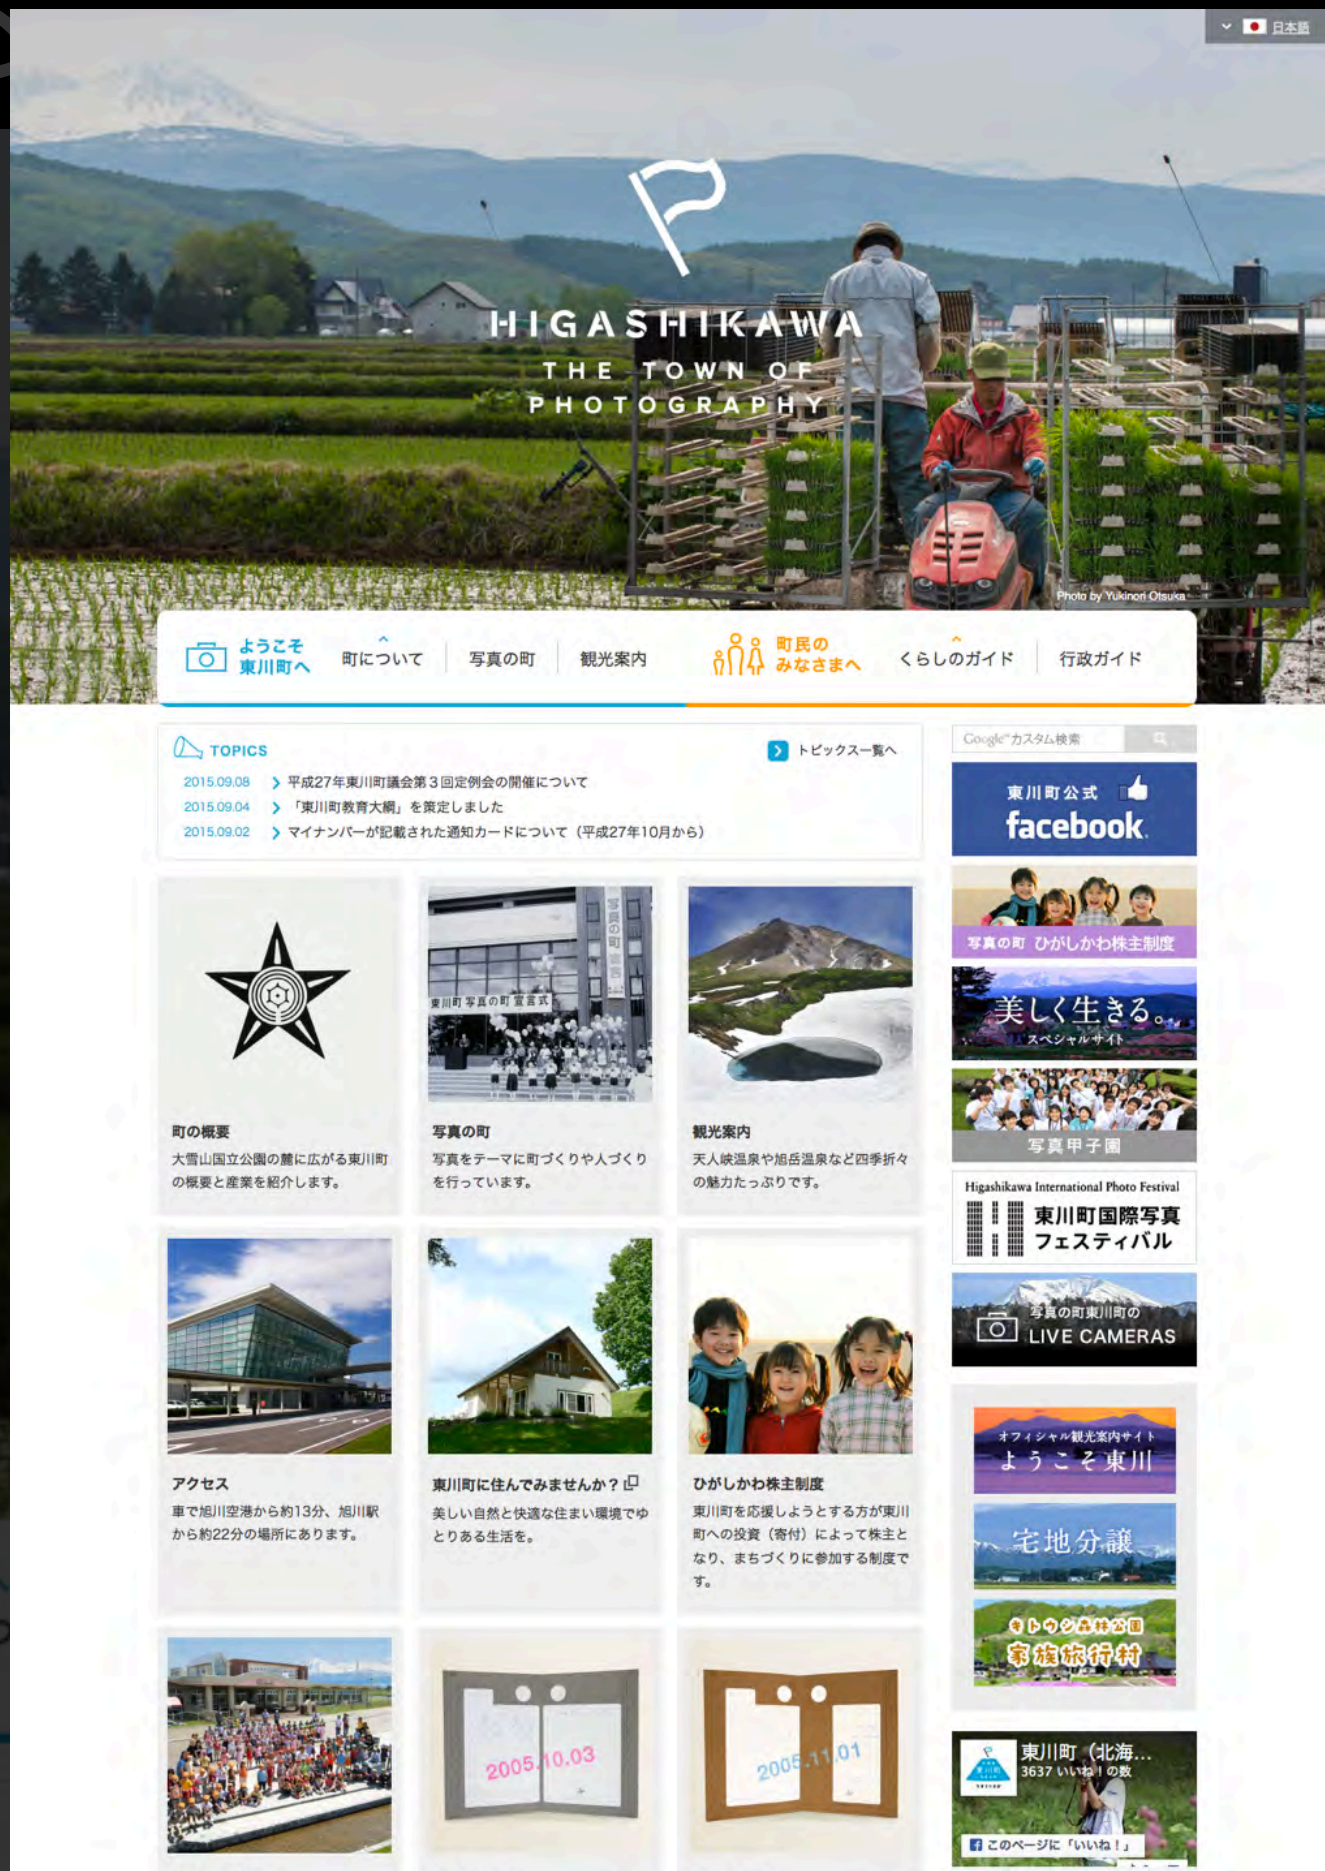 日本語
HIGASHIKAWA
THE TOWN OF
PHOTOGRAPHY
Photo by Yukinori Otsuka
ようこそ
東川町へ
町について
写真の町
観光案内
町民の
みなさまへ
くらしのガイド
行政ガイド
TOPICS
トピックス一覧へ
2015.09.08 平成27年東川町議会第3回定例会の開催について
2015.09.04 「東川町教育大綱」を策定しました
2015.09.02 マイナンバーが記載された通知カードについて（平成27年10月から）
Google™カスタム検索
東川町公式
facebook
写真の町 ひがしかわ株主制度
美しく生きる。
スペシャルサイト
写真甲子園
Higashikawa International Photo Festival
東川町国際写真
フェスティバル
写真の町東川町の
LIVE CAMERAS
オフィシャル観光案内サイト
ようこそ東川
宅地分譲
キトウシ森林公園
家族旅行村
東川町（北海...
3637 いいね！の数
このページに「いいね！」
写真の町宣言
東川町写真の町宣言式
町の概要
大雪山国立公園の麓に広がる東川町
の概要と産業を紹介します。
写真の町
写真をテーマに町づくりや人づくり
を行っています。
観光案内
天人峡温泉や旭岳温泉など四季折々
の魅力たっぷりです。
アクセス
車で旭川空港から約13分、旭川駅
から約22分の場所にあります。
東川町に住んでみませんか？
美しい自然と快適な住まい環境でゆ
とりある生活を。
ひがしかわ株主制度
東川町を応援しようとする方が東川
町への投資（寄付）によって株主と
なり、まちづくりに参加する制度で
す。
2005.10.03
2005.11.01